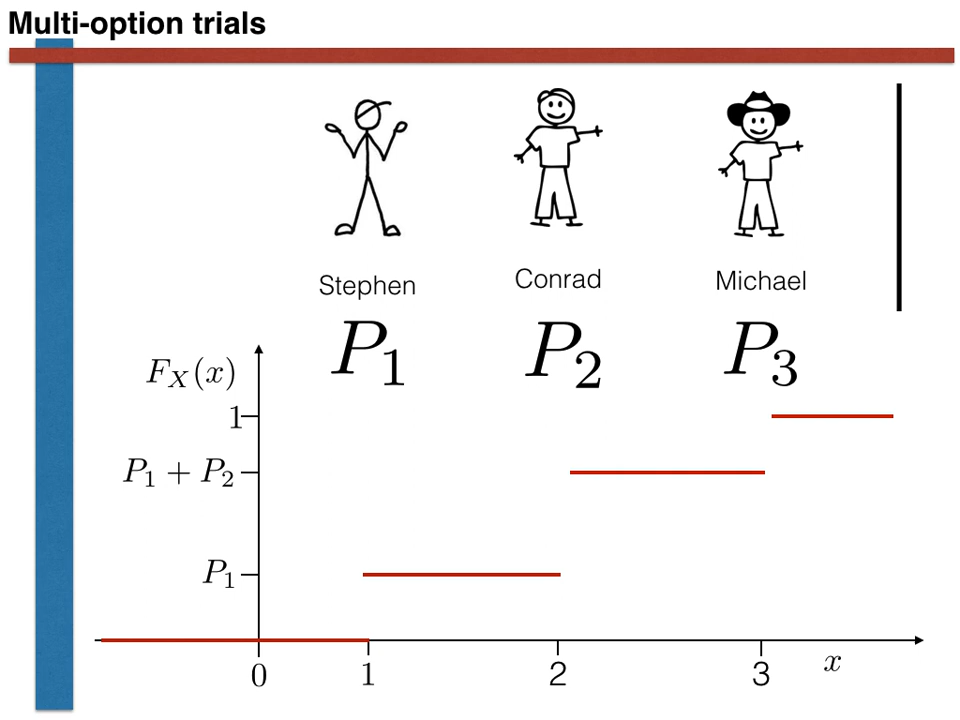 Multi-option trials
Stephen Conrad Michael
P₁ P₂ P₃
F_X(x)
1
P₁ + P₂
P₁
0 1 2 3 x